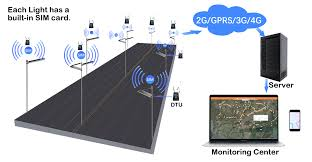 Each Light has a
built-in SIM card.
2G/GPRS/3G/4G
DTU
Server
Monitoring Center